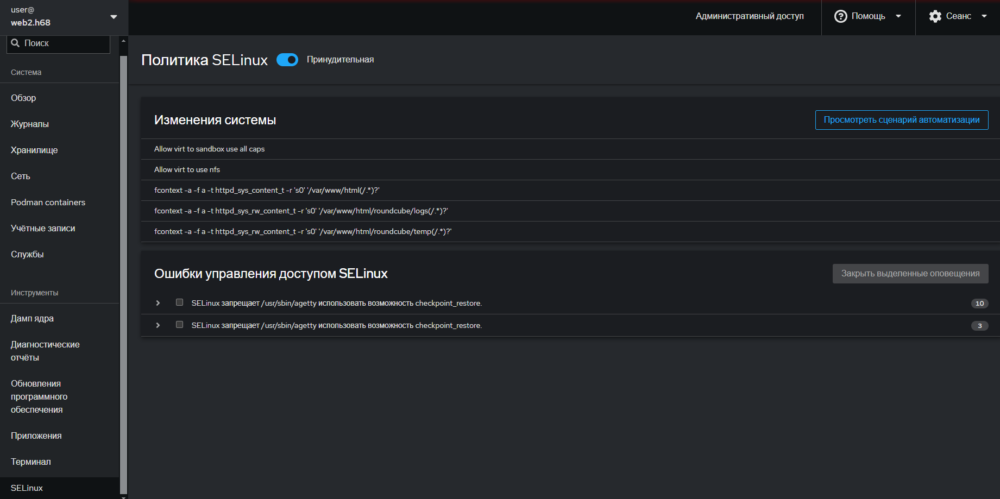 user@
web2.h68
Административный доступ
Помощь
Сеанс
Поиск
Система
Обзор
Журналы
Хранилище
Сеть
Podman containers
Учётные записи
Службы
Инструменты
Дамп ядра
Диагностические
отчёты
Обновления
программного
обеспечения
Приложения
Терминал
SELinux
Политика SELinux
Принудительная
Изменения системы
Просмотреть сценарий автоматизации
Allow virt to sandbox use all caps
Allow virt to use nfs
fcontext -a -f a -t httpd_sys_content_t -r 's0' '/var/www/html(/.*)?'
fcontext -a -f a -t httpd_sys_rw_content_t -r 's0' '/var/www/html/roundcube/logs(/.*)?'
fcontext -a -f a -t httpd_sys_rw_content_t -r 's0' '/var/www/html/roundcube/temp(/.*)?'
Ошибки управления доступом SELinux
Закрыть выделенные оповещения
SELinux запрещает /usr/sbin/agetty использовать возможность checkpoint_restore.
10
SELinux запрещает /usr/sbin/agetty использовать возможность checkpoint_restore.
3